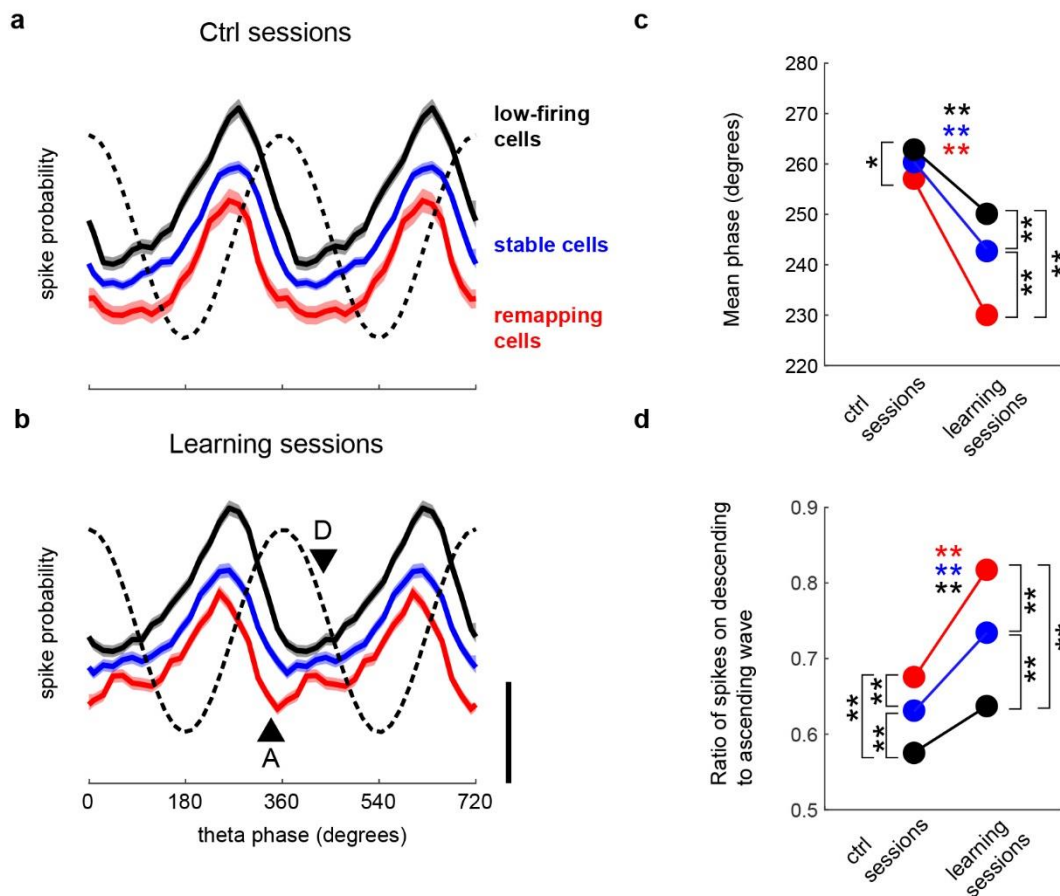 a
Ctrl sessions
spike probability
low-firing
cells
stable cells
remapping
cells
b
Learning sessions
spike probability
D
A
0
180
360
540
720
theta phase (degrees)
c
Mean phase (degrees)
280
270
260
250
240
230
220
*
**
**
**
**
**
**
ctrl
sessions
learning
sessions
d
Ratio of spikes on descending
to ascending wave
0.9
0.8
0.7
0.6
0.5
**
**
**
**
**
**
**
**
**
ctrl
sessions
learning
sessions